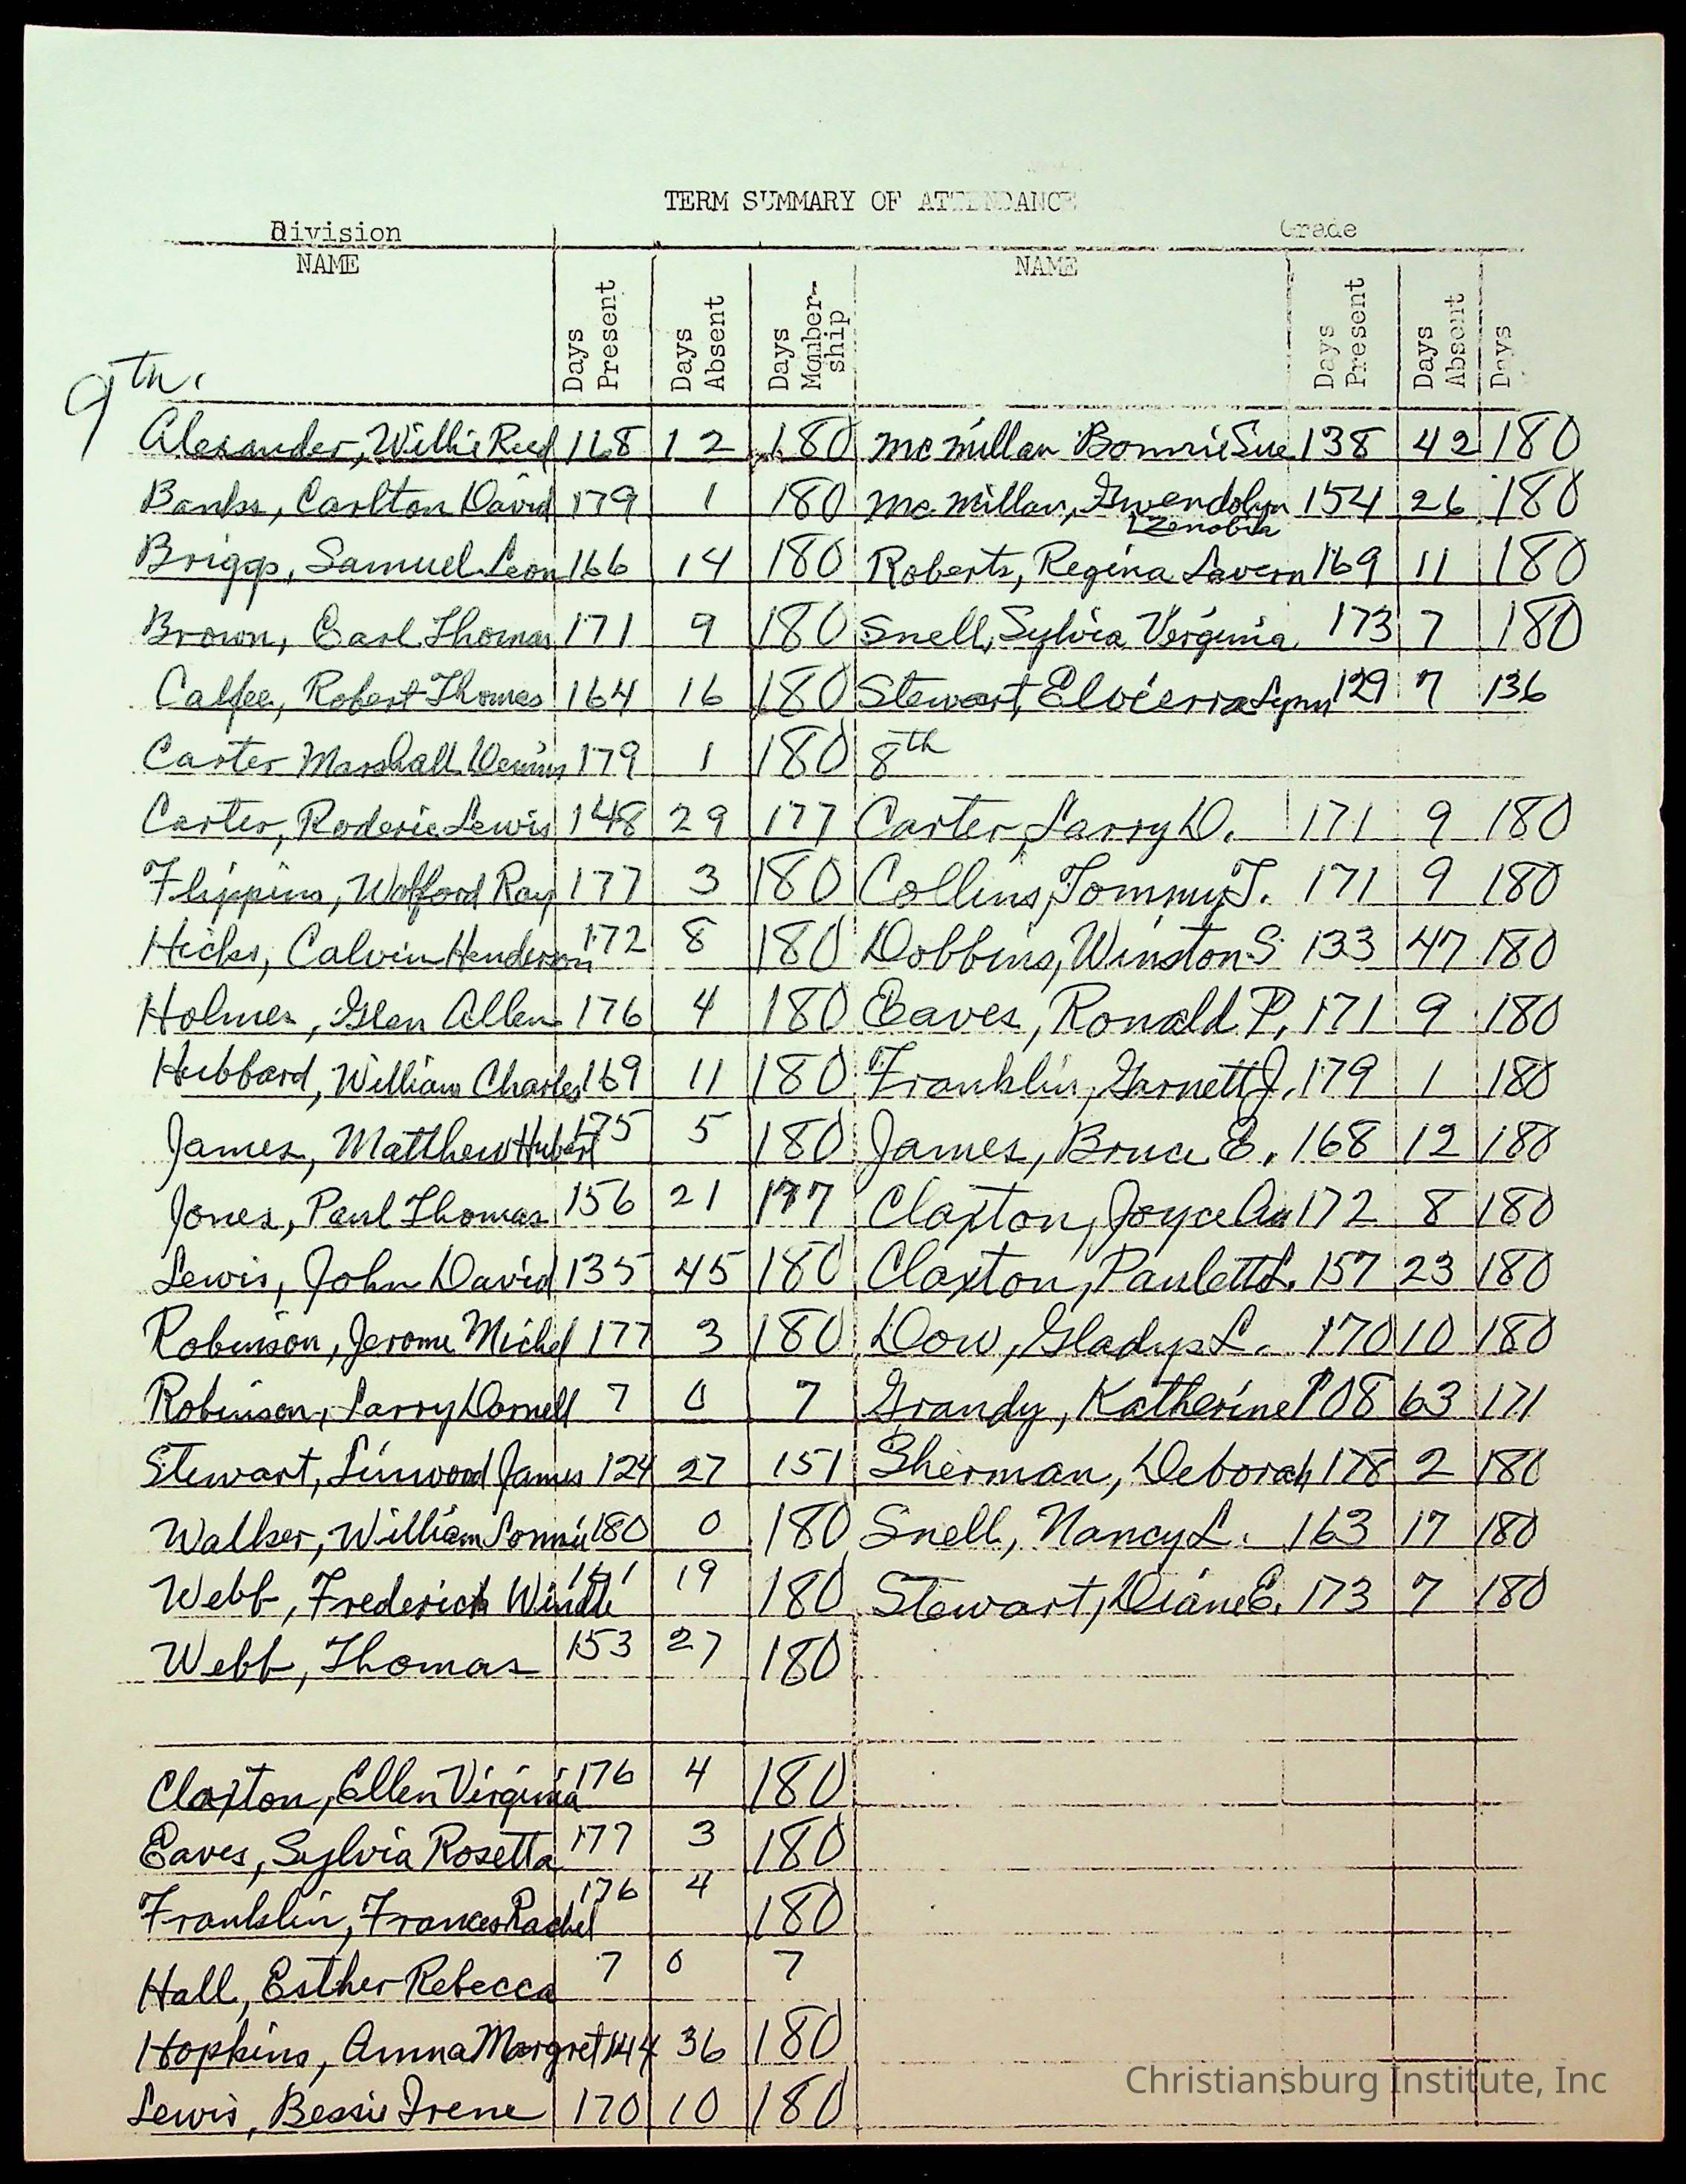 TERM SUMMARY OF ATTENDANCE
Division Grade
NAME Days Present Days Absent Days Membership NAME Days Present Days Absent Days
9th.
Alexander, Willie Reed 168 12 180 McMillan Bonnie Sue 138 42 180
Banks, Carlton David 179 1 180 McMillan, Gwendolyn Zenobia 154 26 180
Briggs, Samuel Leon 166 14 180 Roberts, Regina Lavern 169 11 180
Brown, Earl Thomas 171 9 180 Snell, Sylvia Virginia 173 7 180
Calfee, Robert Thomas 164 16 180 Stewart, Lynn 129 7 136
Carter Marshall Dennis 179 1 180 8th
Carter, Roderic Lewis 148 29 177 Carter, Larry D. 171 9 180
Flippins, Wofford Ray 177 3 180 Collins, Tommy T. 171 9 180
Hicks, Calvin Henderson 172 8 180 Dobbins, Winston S. 133 47 180
Holmes, Glen Allen 176 4 180 Eaves, Ronald P. 171 9 180
Hubbard, William Charles 169 11 180 Franklin, Garnett J. 179 1 180
James, Matthew Hubert 175 5 180 James, Bruce E. 168 12 180
Jones, Paul Thomas 156 21 177 Claxton, Joyce An 172 8 180
Lewis, John David 135 45 180 Claxton, Paulette L. 157 23 180
Robinson, Jerome Michel 177 3 180 Dow, Gladys L. 170 10 180
Robinson, Larry Darnell 7 0 7 Grandy, Katherine 108 63 171
Stewart, Linwood James 124 27 151 Sherman, Deborah 178 2 180
Walker, William Sonnie 180 0 180 Snell, Nancy L. 163 17 180
Webb, Frederick 161 19 180 Stewart, Diane E. 173 7 180
Webb, Thomas 153 27 180
Claxton, Ellen Virginia 176 4 180
Eaves, Sylvia Rosetta 177 3 180
Franklin, Frances Rachel 176 4 180
Hall, Esther Rebecca 7 0 7
Hopkins, Anna Margret 144 36 180
Lewis, Bessie Irene 170 10 180
Christiansburg Institute, Inc